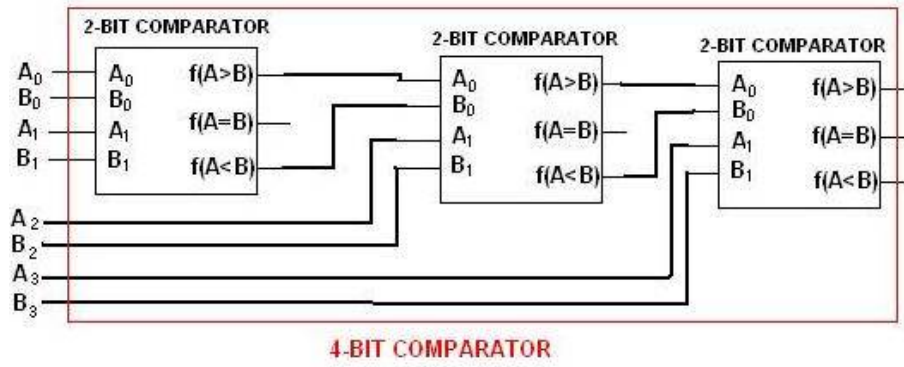 2-BIT COMPARATOR
A₀ A₀ f(A>B)
B₀ B₀
A₁ A₁ f(A=B)
B₁ B₁ f(A<B)
2-BIT COMPARATOR
A₀ f(A>B)
B₀
A₁ f(A=B)
B₁ f(A<B)
2-BIT COMPARATOR
A₀ f(A>B)
B₀
A₁ f(A=B)
B₁ f(A<B)
A₂
B₂
A₃
B₃
4-BIT COMPARATOR